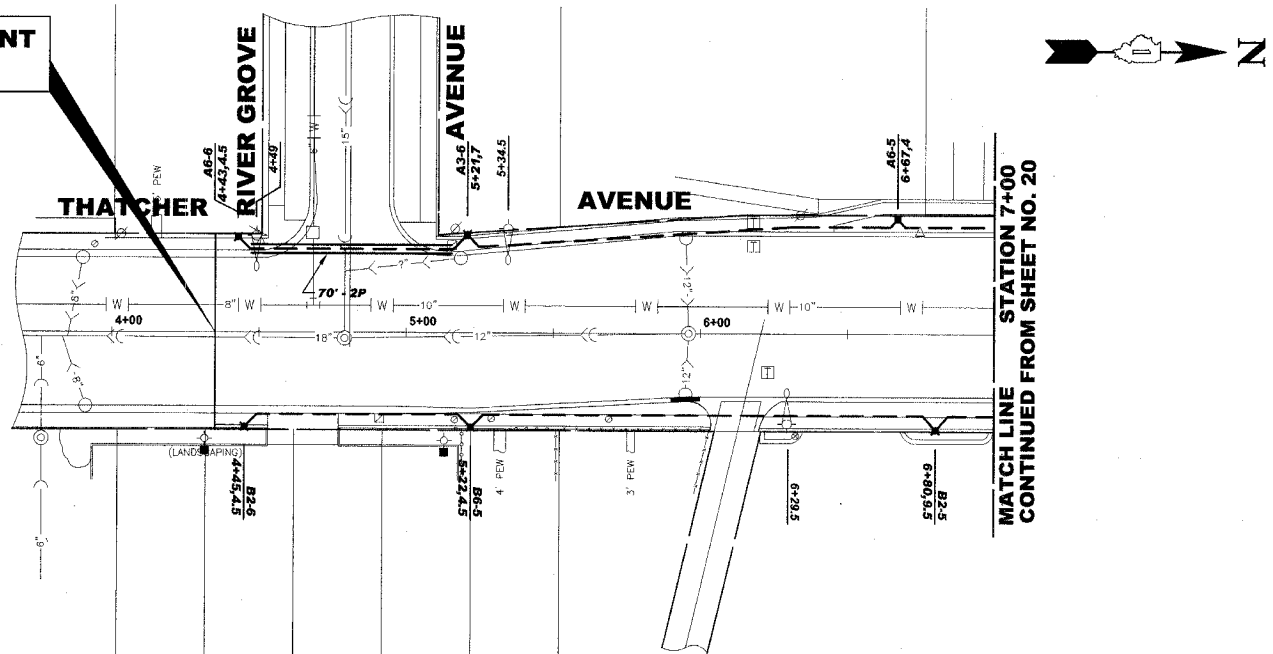 NT
RIVER GROVE
AVENUE
THATCHER
AVENUE
N
A6-6
4+43,4.5
4+49
A3-6
5+21,7
5+34.5
A6-5
6+67,4
PEW
W
6"
15"
70' - 2P
?"
8"
W
8"
W
W
10"
W
W
W
10"
W
4+00
5+00
6+00
18"
12"
12"
12"
6"
8"
6"
(LANDSCAPING)
B2-6
4+45,4.5
B6-5
5+22,4.5
4' PEW
3' PEW
T
T
6+29.5
B2-5
6+80,9.5
MATCH LINE STATION 7+00
CONTINUED FROM SHEET NO. 20